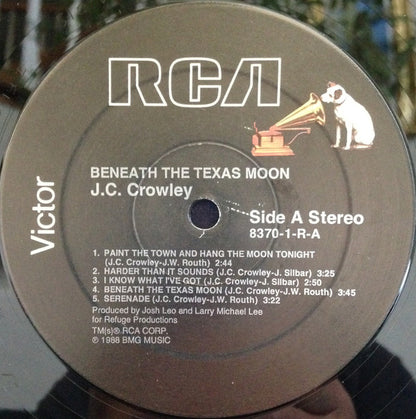 RCA
Victor
BENEATH THE TEXAS MOON
J.C. Crowley
Side A Stereo
8370-1-R-A
1. PAINT THE TOWN AND HANG THE MOON TONIGHT
(J.C. Crowley-J.W. Routh) 2:44
2. HARDER THAN IT SOUNDS (J.C. Crowley-J. Silbar) 3:25
3. I KNOW WHAT I'VE GOT (J.C. Crowley-J. Silbar) 2:50
4. BENEATH THE TEXAS MOON (J.C. Crowley-J.W. Routh) 3:45
5. SERENADE (J.C. Crowley-J.W. Routh) 3:22
Produced by Josh Leo and Larry Michael Lee
for Refuge Productions
TM(s)® RCA CORP.
℗ 1988 BMG MUSIC